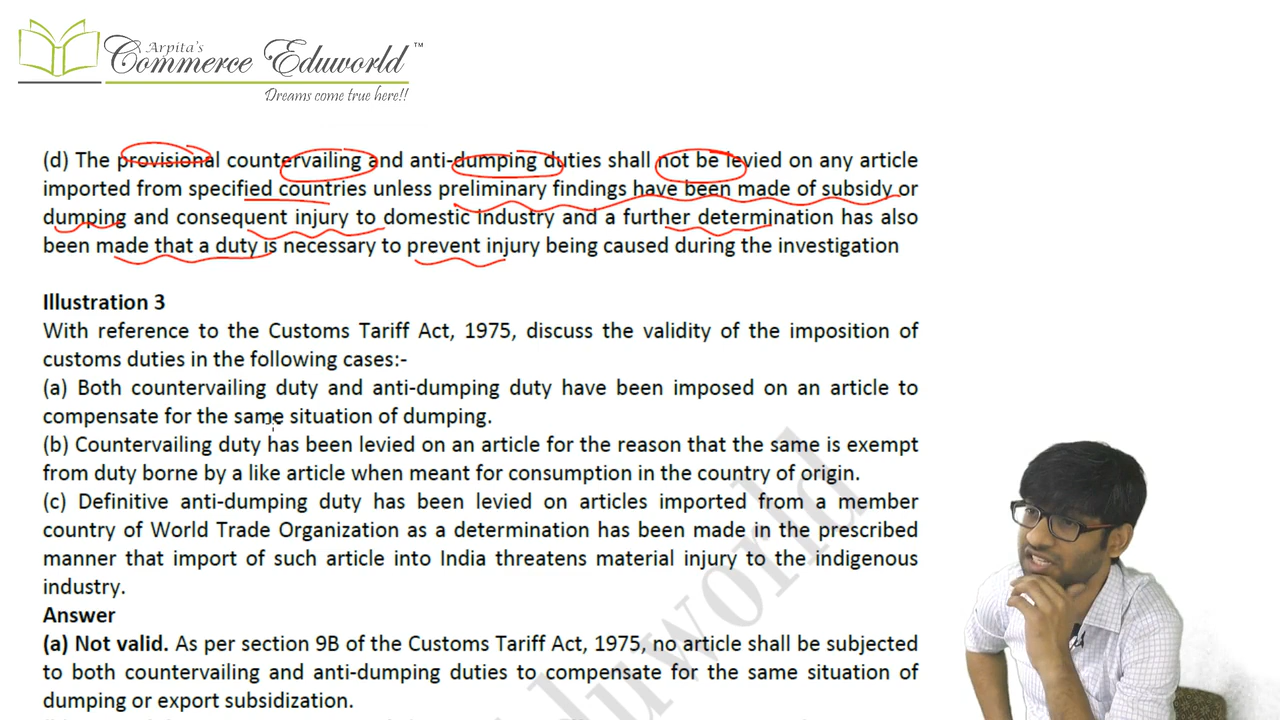 Arpita's
Commerce Eduworld™
Dreams come true here!!
(d) The provisional countervailing and anti-dumping duties shall not be levied on any article
imported from specified countries unless preliminary findings have been made of subsidy or
dumping and consequent injury to domestic industry and a further determination has also
been made that a duty is necessary to prevent injury being caused during the investigation
Illustration 3
With reference to the Customs Tariff Act, 1975, discuss the validity of the imposition of
customs duties in the following cases:-
(a) Both countervailing duty and anti-dumping duty have been imposed on an article to
compensate for the same situation of dumping.
(b) Countervailing duty has been levied on an article for the reason that the same is exempt
from duty borne by a like article when meant for consumption in the country of origin.
(c) Definitive anti-dumping duty has been levied on articles imported from a member
country of World Trade Organization as a determination has been made in the prescribed
manner that import of such article into India threatens material injury to the indigenous
industry.
Answer
(a) Not valid. As per section 9B of the Customs Tariff Act, 1975, no article shall be subjected
to both countervailing and anti-dumping duties to compensate for the same situation of
dumping or export subsidization.